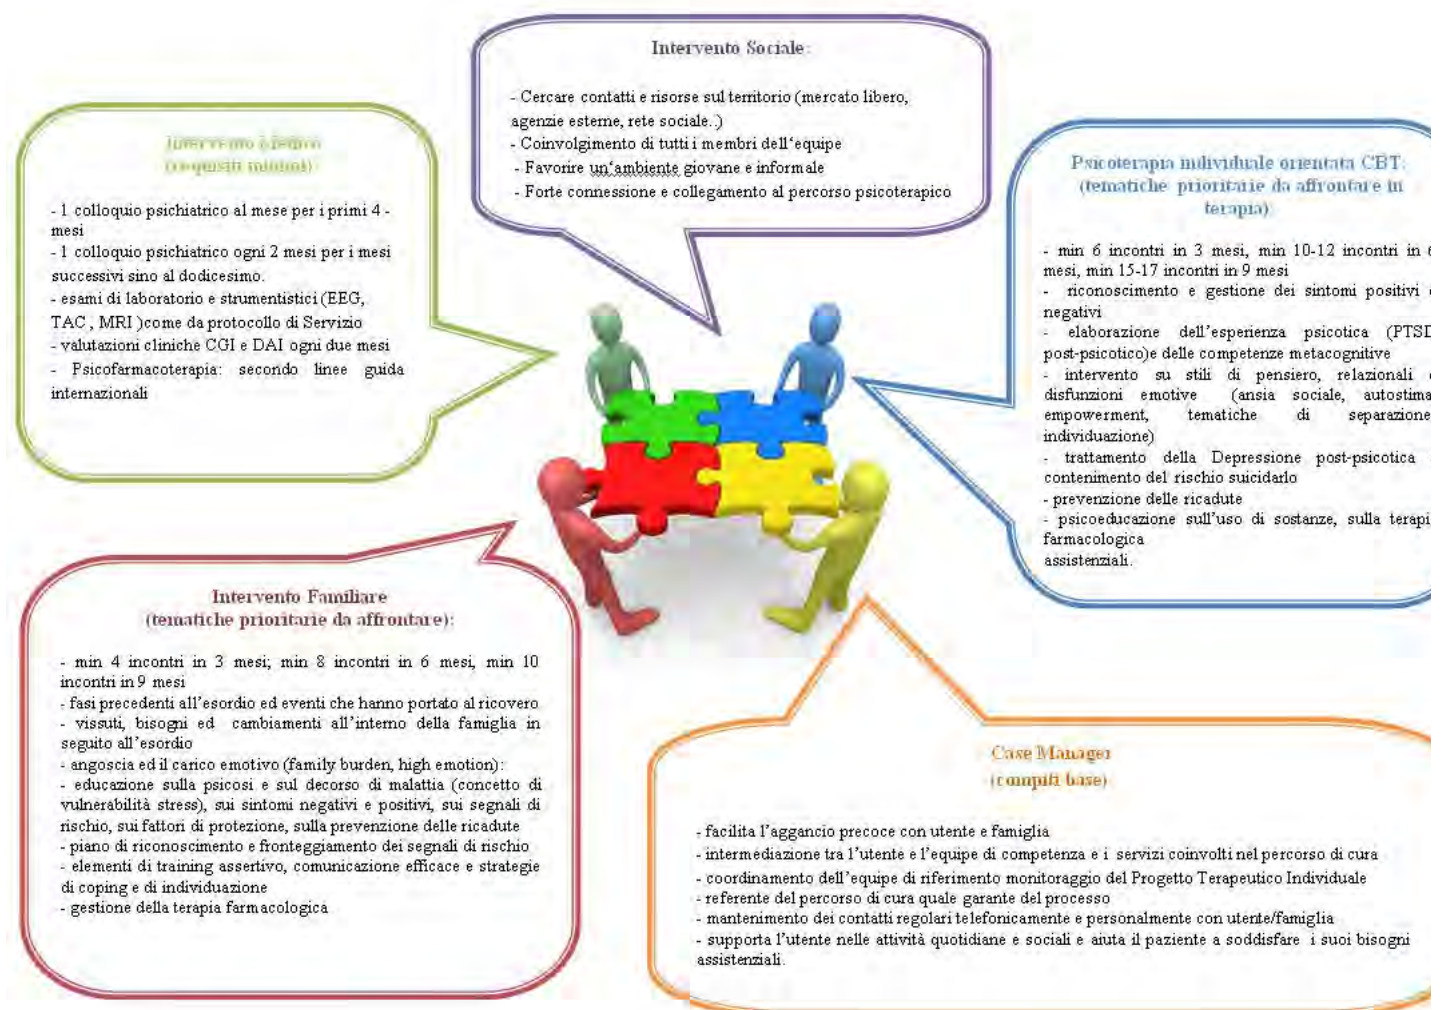 Intervento Sociale:
- Cercare contatti e risorse sul territorio (mercato libero,
agenzie esterne, rete sociale..)
- Coinvolgimento di tutti i membri dell'equipe
- Favorire un'ambiente giovane e informale
- Forte connessione e collegamento al percorso psicoterapico
Intervento Medico
(requisiti minimi)
- 1 colloquio psichiatrico al mese per i primi 4 -
mesi
- 1 colloquio psichiatrico ogni 2 mesi per i mesi
successivi sino al dodicesimo.
- esami di laboratorio e strumentistici (EEG,
TAC , MRI )come da protocollo di Servizio
- valutazioni cliniche CGI e DAI ogni due mesi
- Psicofarmacoterapia: secondo linee guida
internazionali
Psicoterapia individuale orientata CBT:
(tematiche prioritarie da affrontare in
terapia)
- min 6 incontri in 3 mesi, min 10-12 incontri in 6
mesi, min 15-17 incontri in 9 mesi
- riconoscimento e gestione dei sintomi positivi e
negativi
- elaborazione dell'esperienza psicotica (PTSD
post-psicotico)e delle competenze metacognitive
- intervento su stili di pensiero, relazionali e
disfunzioni emotive (ansia sociale, autostima
empowerment, tematiche di separazione
individuazione)
- trattamento della Depressione post-psicotica
contenimento del rischio suicidarlo
- prevenzione delle ricadute
- psicoeducazione sull'uso di sostanze, sulla terapi
farmacologica
assistenziali.
Intervento Familiare
(tematiche prioritarie da affrontare):
- min 4 incontri in 3 mesi; min 8 incontri in 6 mesi, min 10
incontri in 9 mesi
- fasi precedenti all'esordio ed eventi che hanno portato al ricovero
- vissuti, bisogni ed cambiamenti all'interno della famiglia in
seguito all'esordio
- angoscia ed il carico emotivo (family burden, high emotion):
- educazione sulla psicosi e sul decorso di malattia (concetto di
vulnerabilità stress), sui sintomi negativi e positivi, sui segnali di
rischio, sui fattori di protezione, sulla prevenzione delle ricadute
- piano di riconoscimento e fronteggiamento dei segnali di rischio
- elementi di training assertivo, comunicazione efficace e strategie
di coping e di individuazione
- gestione della terapia farmacologica
Case Manager
(compiti base)
- facilita l'aggancio precoce con utente e famiglia
- intermediazione tra l'utente e l'equipe di competenza e i servizi coinvolti nel percorso di cura
- coordinamento dell'equipe di riferimento monitoraggio del Progetto Terapeutico Individuale
- referente del percorso di cura quale garante del processo
- mantenimento dei contatti regolari telefonicamente e personalmente con utente/famiglia
- supporta l'utente nelle attività quotidiane e sociali e aiuta il paziente a soddisfare i suoi bisogni
assistenziali.